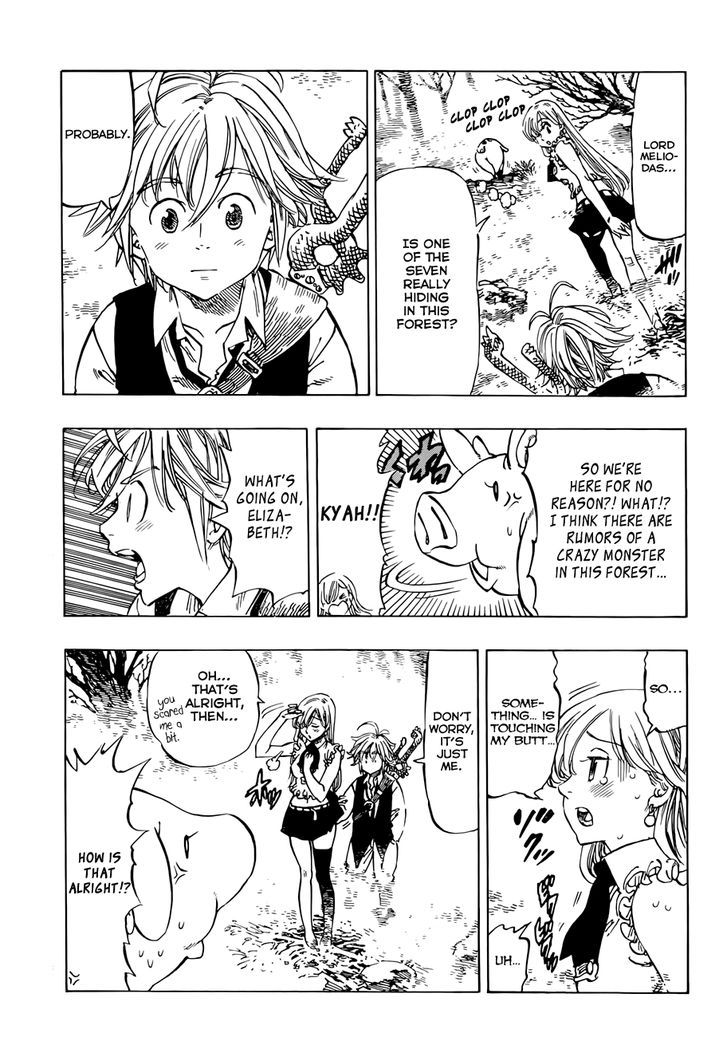 LORD
MELIO-
DAS...
CLOP CLOP
CLOP CLOP
IS ONE
OF THE
SEVEN
REALLY
HIDING
IN THIS
FOREST?
PROBABLY.
SO WE'RE
HERE FOR NO
REASON?! WHAT!?
I THINK THERE ARE
RUMORS OF A
CRAZY MONSTER
IN THIS FOREST...
KYAH!!
WHAT'S
GOING ON,
ELIZA-
BETH!?
SO...
SOME-
THING... IS
TOUCHING
MY BUTT...
UH...
DON'T
WORRY,
IT'S
JUST
ME.
OH...
THAT'S
ALRIGHT,
THEN...
you
scared
me a
bit.
HOW IS
THAT
ALRIGHT!?